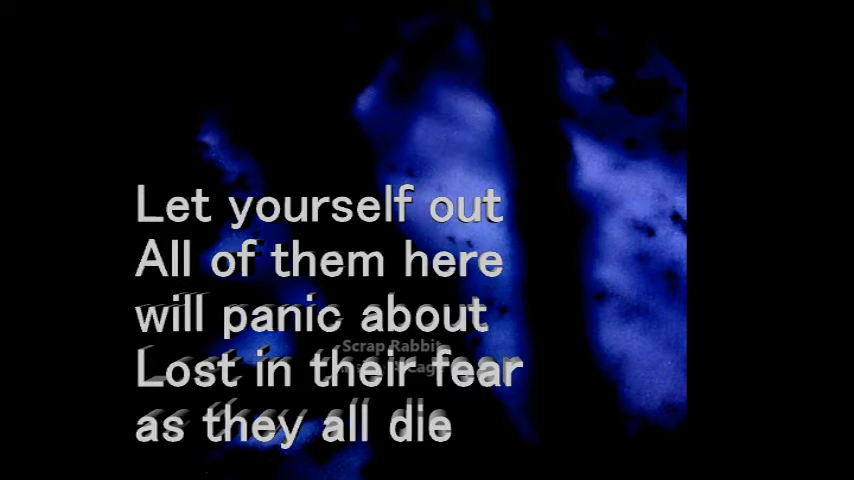 Let yourself out
All of them here
will panic about
Scrap Rabbit
Lost in their fear
as they all die